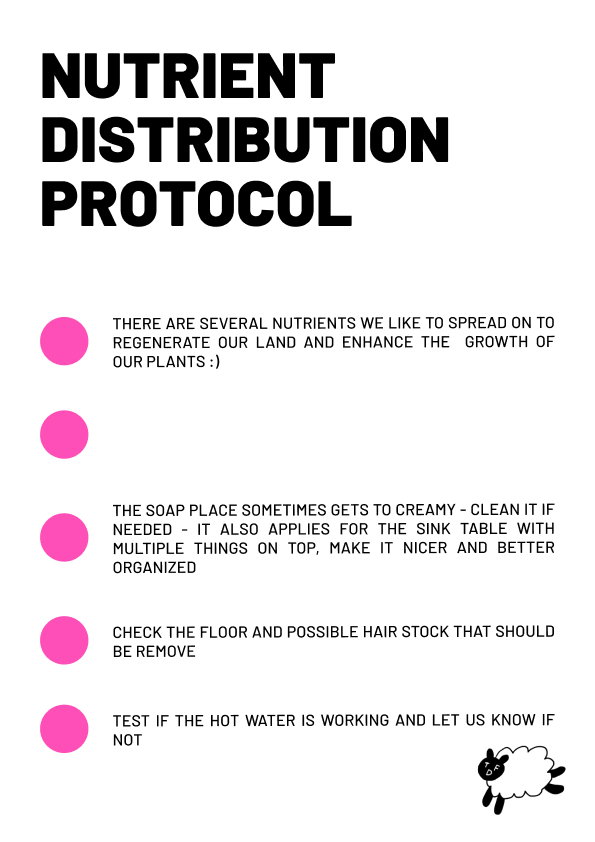 NUTRIENT
DISTRIBUTION
PROTOCOL
THERE ARE SEVERAL NUTRIENTS WE LIKE TO SPREAD ON TO
REGENERATE OUR LAND AND ENHANCE THE GROWTH OF
OUR PLANTS :)
THE SOAP PLACE SOMETIMES GETS TO CREAMY - CLEAN IT IF
NEEDED - IT ALSO APPLIES FOR THE SINK TABLE WITH
MULTIPLE THINGS ON TOP, MAKE IT NICER AND BETTER
ORGANIZED
CHECK THE FLOOR AND POSSIBLE HAIR STOCK THAT SHOULD
BE REMOVE
TEST IF THE HOT WATER IS WORKING AND LET US KNOW IF
NOT
TDF